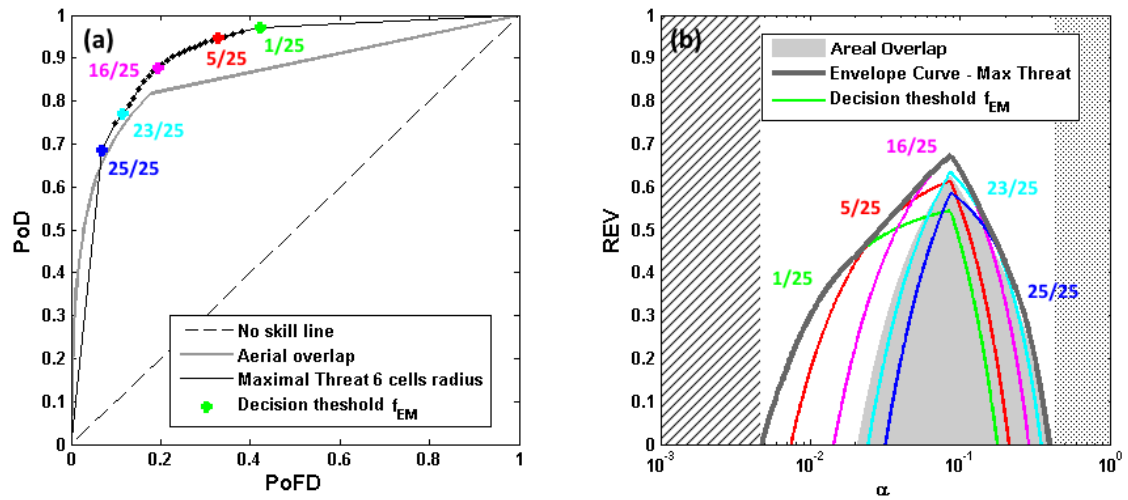 (a)
1
0.9
0.8
0.7
0.6
0.5
0.4
0.3
0.2
0.1
0
PoD
16/25
5/25
1/25
23/25
25/25
No skill line
Aerial overlap
Maximal Threat 6 cells radius
Decision theshold f_EM
0 0.2 0.4 0.6 0.8 1
PoFD
(b)
1
0.9
0.8
0.7
0.6
0.5
0.4
0.3
0.2
0.1
0
REV
Areal Overlap
Envelope Curve - Max Threat
Decision theshold f_EM
16/25
23/25
5/25
1/25
25/25
10^-3 10^-2 10^-1 10^0
α